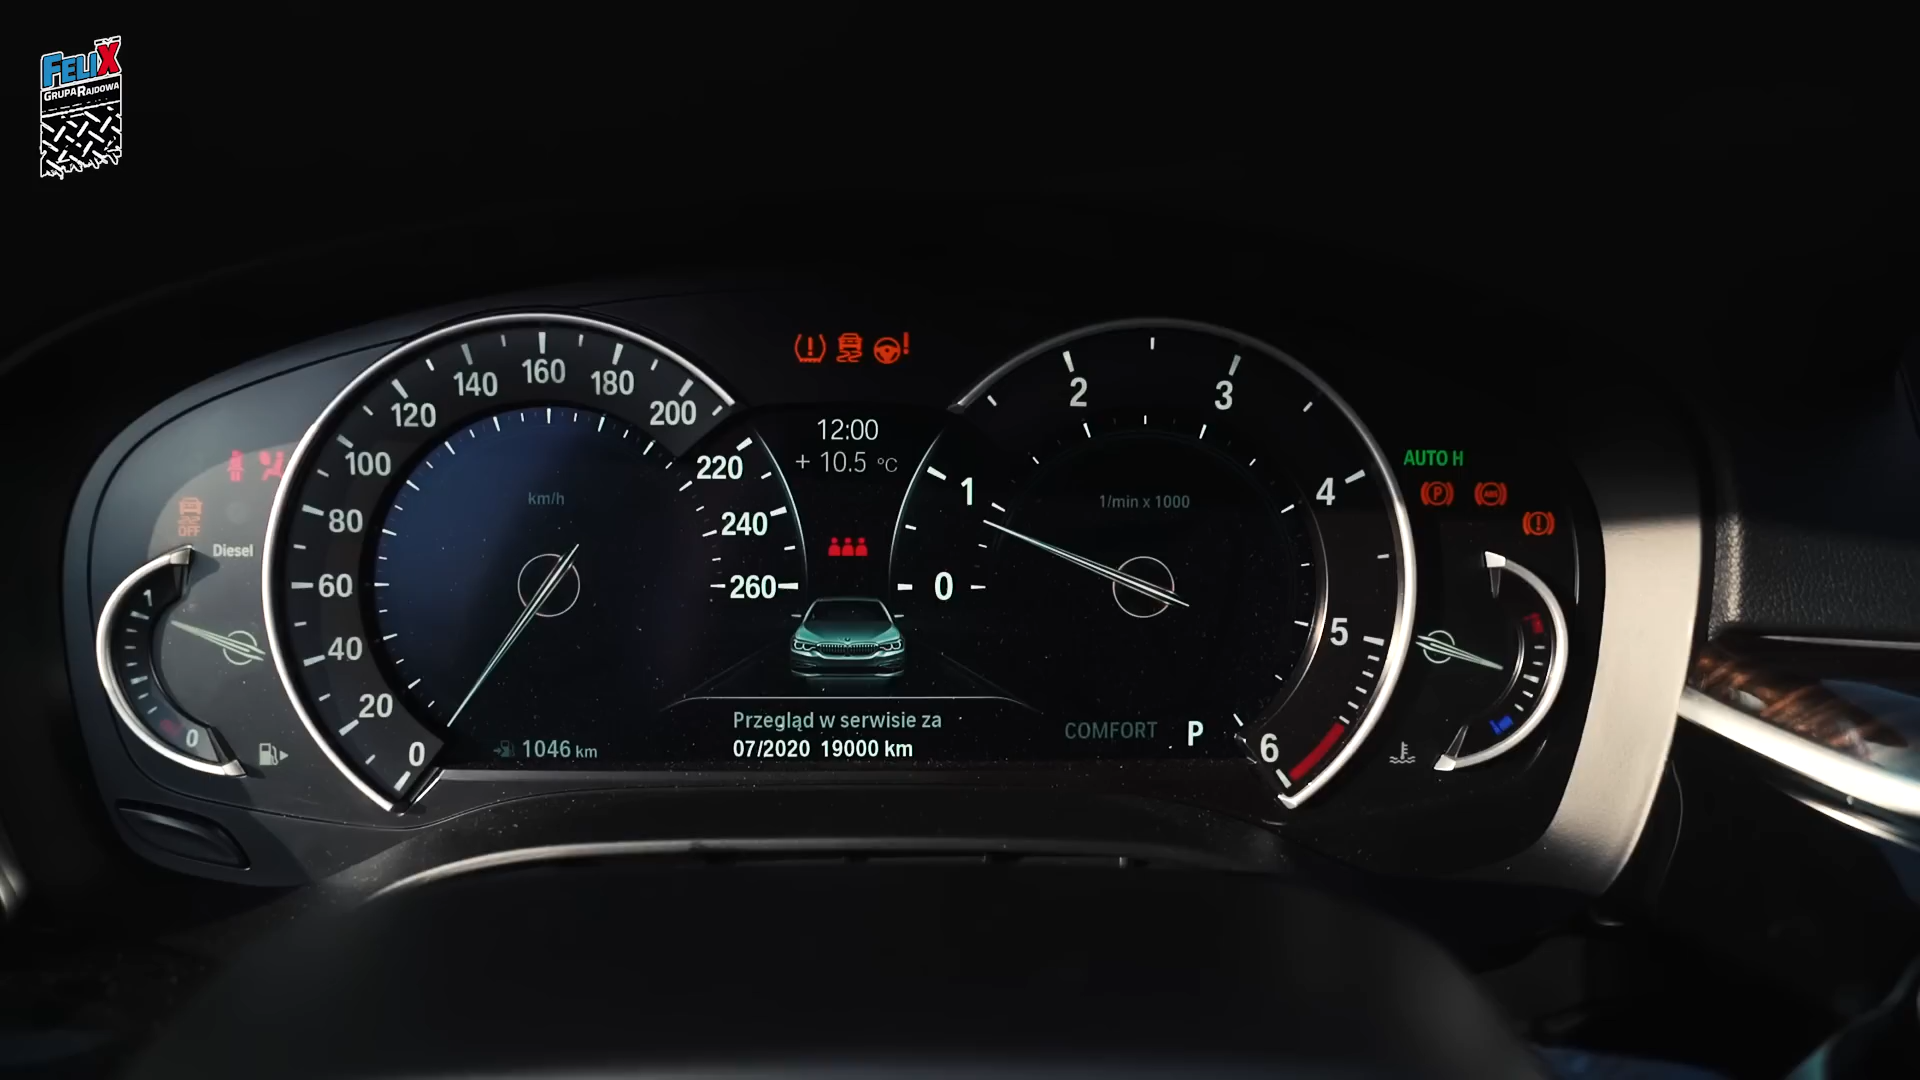 FELIX
GRUPA RAJDOWA
12:00
+ 10.5 °C
km/h
0
20
40
60
80
100
120
140
160
180
200
220
240
260
1/min x 1000
0
1
2
3
4
5
6
OFF
Diesel
1
0
AUTO H
P
ABS
1046 km
Przegląd w serwisie za
07/2020 19000 km
COMFORT P